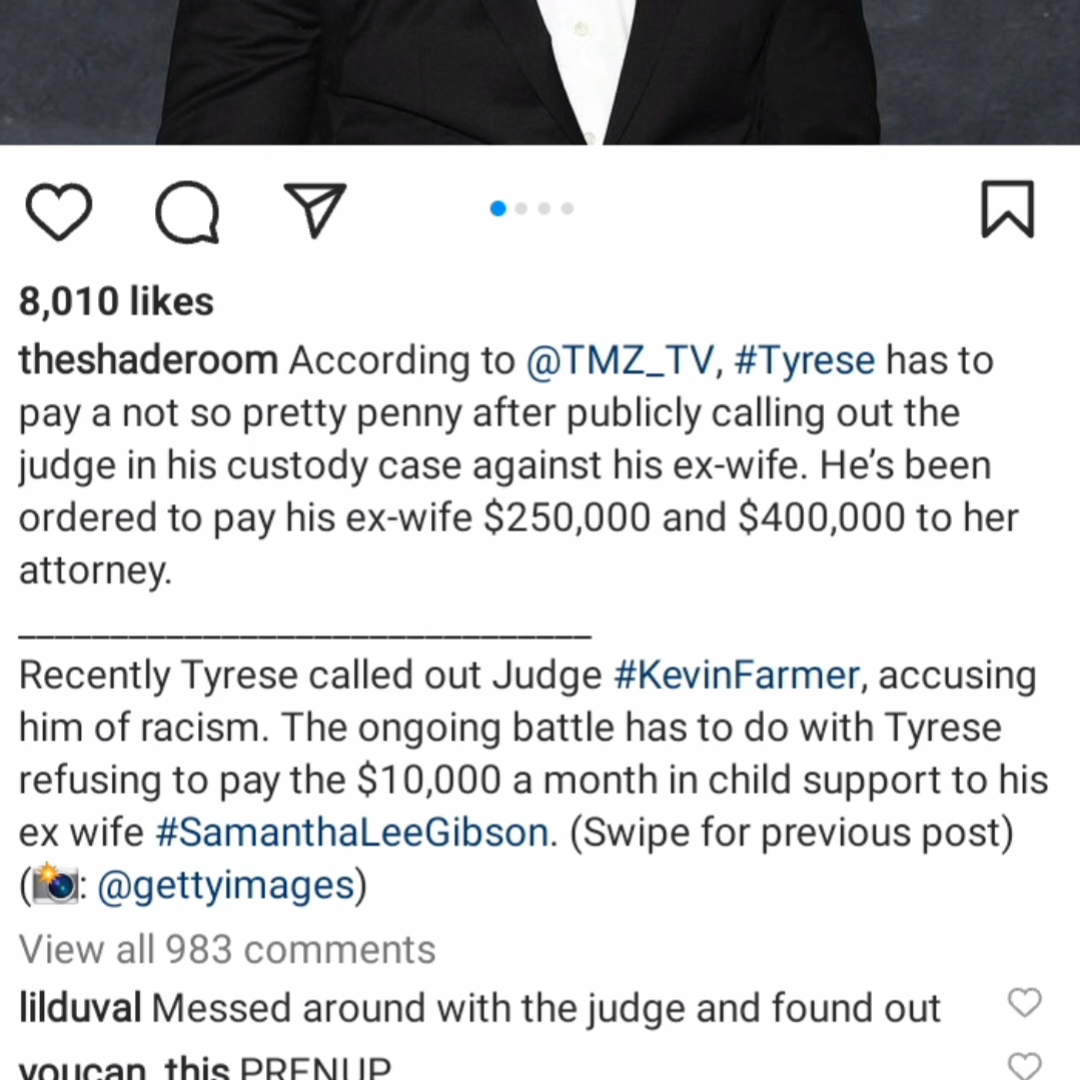 8,010 likes
theshaderoom According to @TMZ_TV, #Tyrese has to
pay a not so pretty penny after publicly calling out the
judge in his custody case against his ex-wife. He’s been
ordered to pay his ex-wife $250,000 and $400,000 to her
attorney.
_______________________________
Recently Tyrese called out Judge #KevinFarmer, accusing
him of racism. The ongoing battle has to do with Tyrese
refusing to pay the $10,000 a month in child support to his
ex wife #SamanthaLeeGibson. (Swipe for previous post)
(📸: @gettyimages)
View all 983 comments
lilduval Messed around with the judge and found out
youcan_this PRENUP